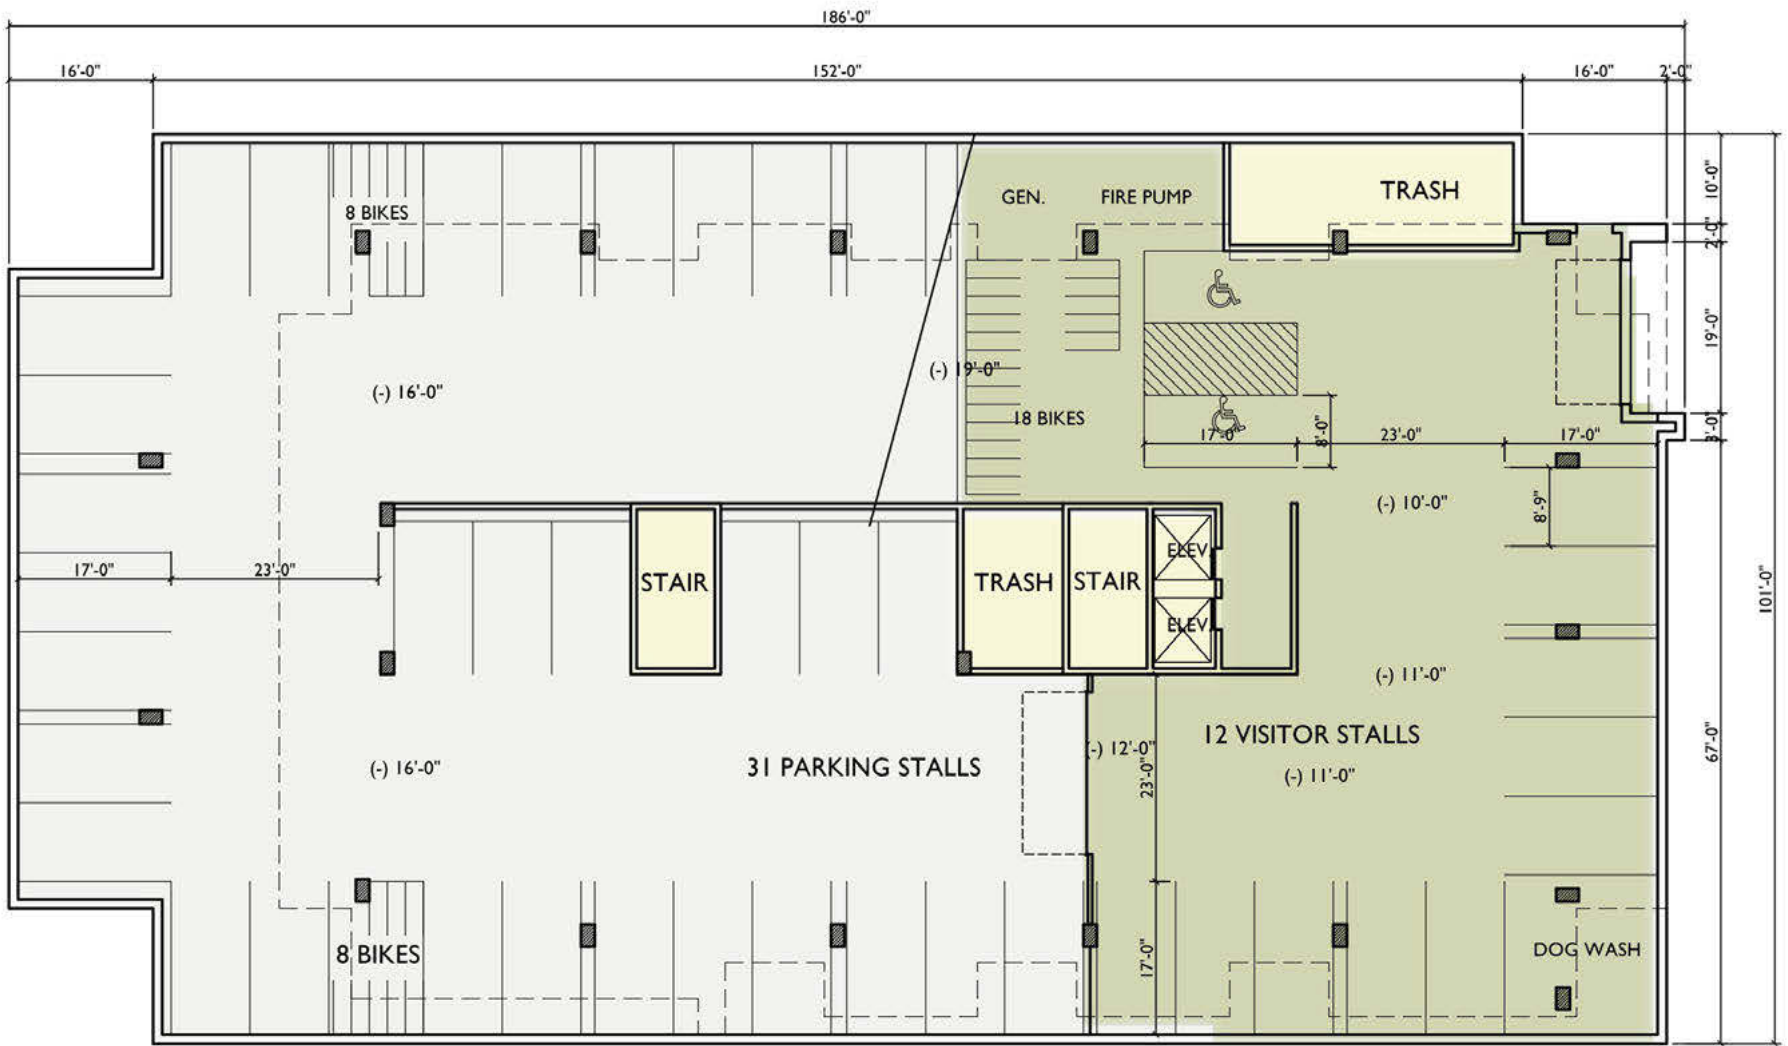 186'-0"
16'-0"
152'-0"
16'-0"
2'-0"
TRASH
10'-0"
GEN.
FIRE PUMP
8 BIKES
2'-0"
19'-0"
(-) 19'-0"
(-) 16'-0"
18 BIKES
8'-0"
17'-0"
23'-0"
17'-0"
3'-0"
(-) 10'-0"
8'-9"
ELEV.
17'-0"
23'-0"
STAIR
TRASH
STAIR
101'-0"
ELEV.
(-) 11'-0"
12 VISITOR STALLS
(-) 12'-0"
67'-0"
(-) 16'-0"
31 PARKING STALLS
23'-0"
(-) 11'-0"
8 BIKES
17'-0"
DOG WASH